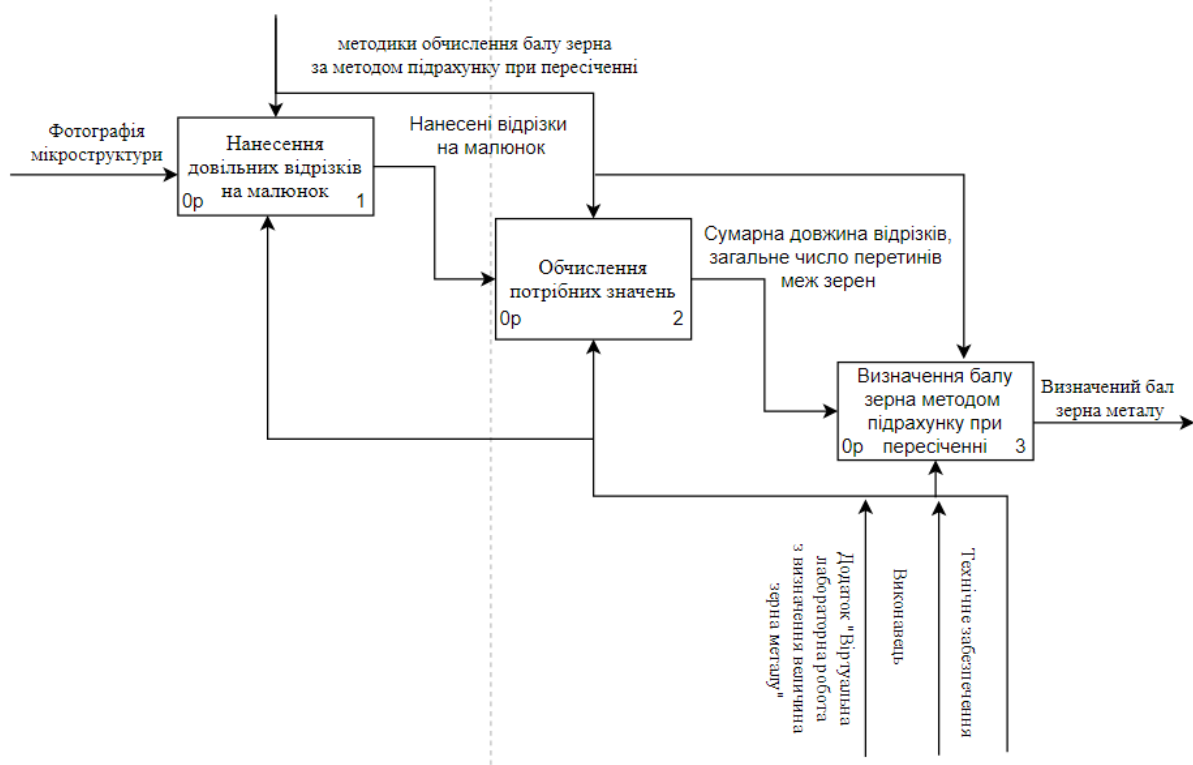 методики обчислення балу зерна
за методом підрахунку при пересіченні
Фотографія
мікроструктури
Нанесення
довільних відрізків
на малюнок
0р 1
Нанесені відрізки
на малюнок
Обчислення
потрібних значень
0р 2
Сумарна довжина відрізків,
загальне число перетинів
меж зерен
Визначення балу
зерна методом
підрахунку при
0р пересіченні 3
Визначений бал
зерна металу
Додаток "Віртуальна
лабораторна робота
з визначення величина
зерна металу"
Виконавець
Технічне забезпечення